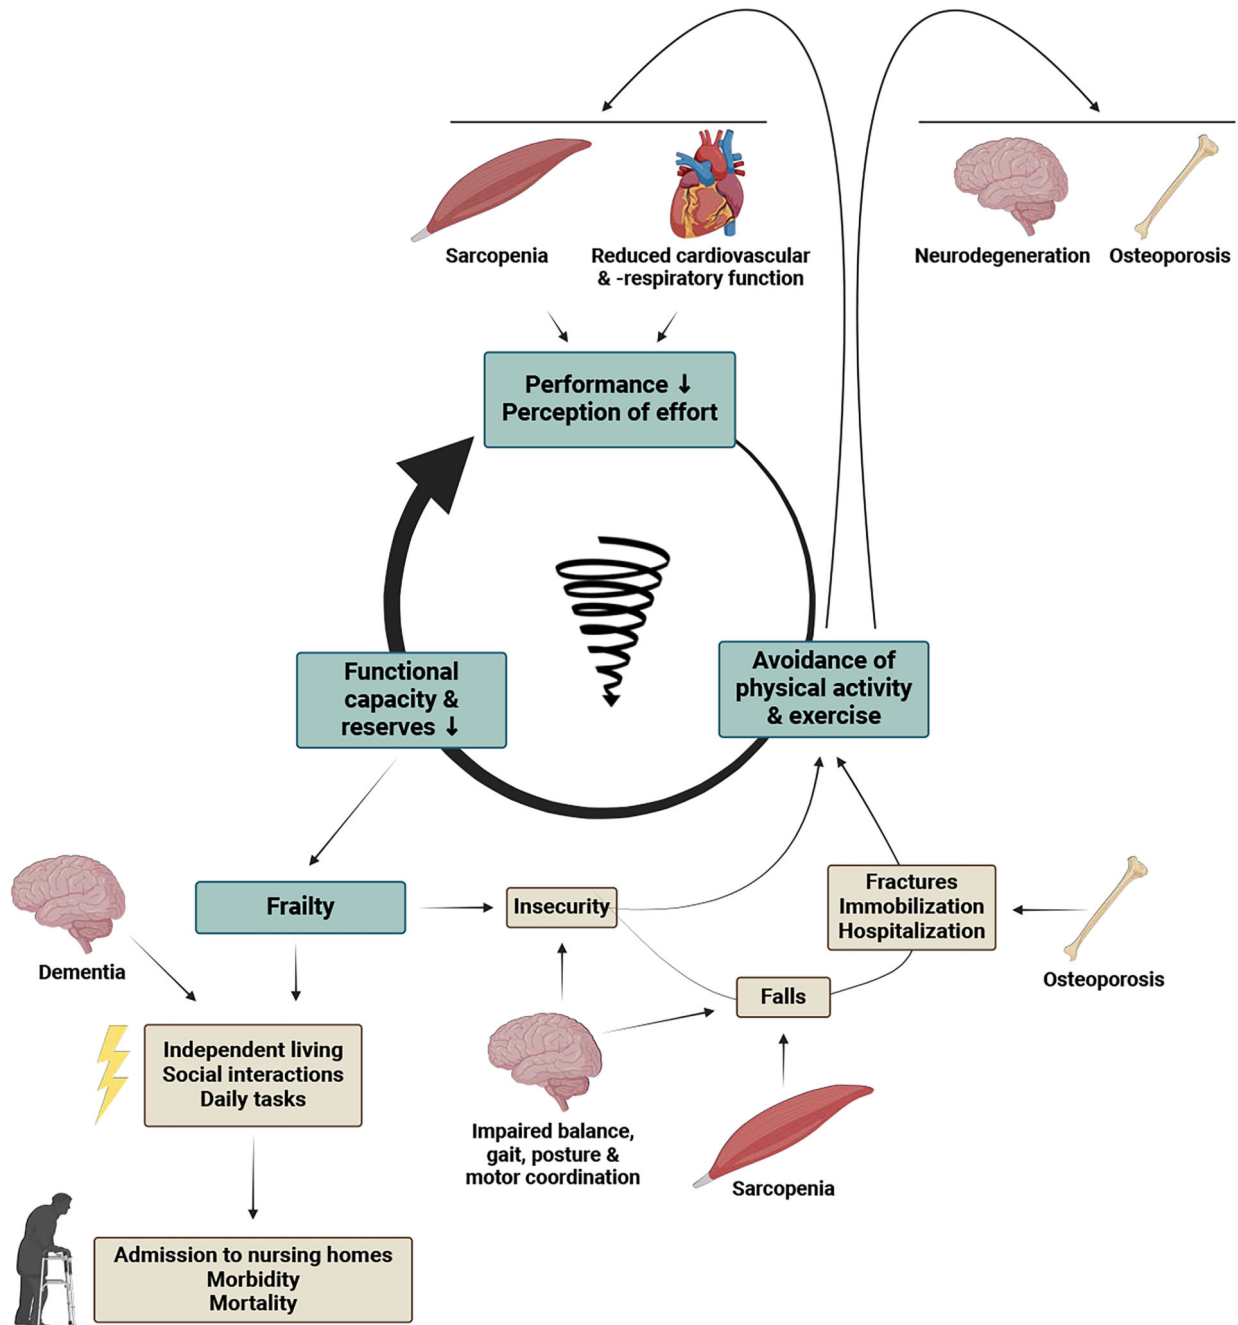 Sarcopenia
Reduced cardiovascular
& -respiratory function
Neurodegeneration
Osteoporosis
Performance ↓
Perception of effort
Functional
capacity &
reserves ↓
Avoidance of
physical activity
& exercise
Frailty
Insecurity
Fractures
Immobilization
Hospitalization
Dementia
Osteoporosis
Falls
Independent living
Social interactions
Daily tasks
Impaired balance,
gait, posture &
motor coordination
Sarcopenia
Admission to nursing homes
Morbidity
Mortality